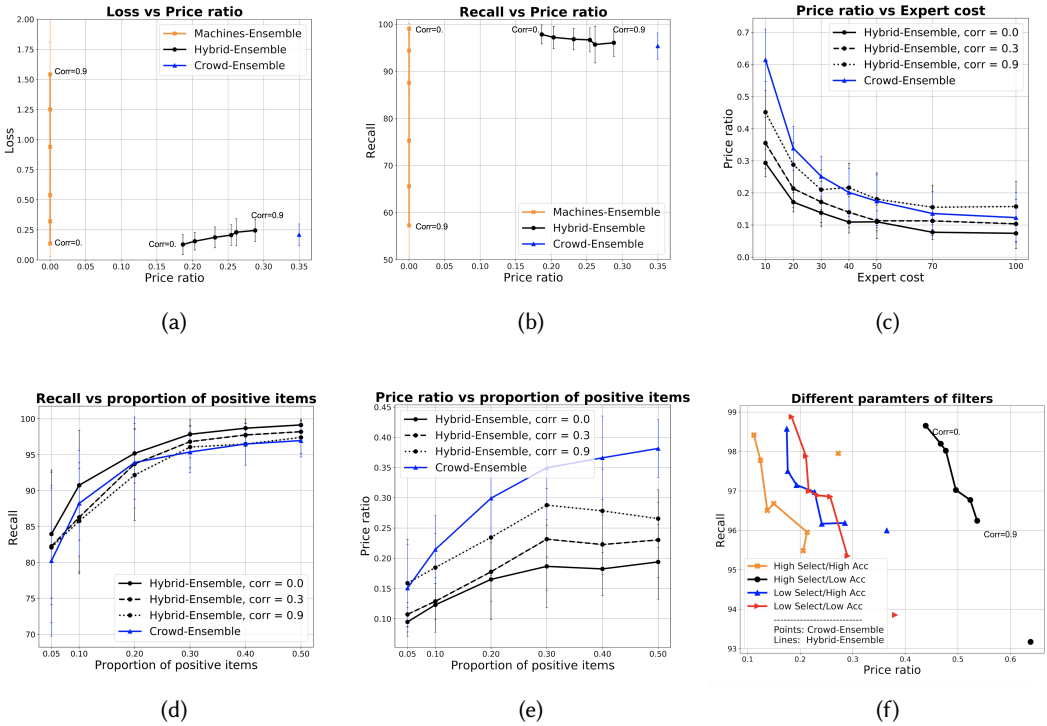 Loss vs Price ratio
2.00
1.75
1.50
1.25
1.00
0.75
0.50
0.25
0.00
Loss
Corr=0.9
Corr=0.
Corr=0.
Corr=0.9
Machines-Ensemble
Hybrid-Ensemble
Crowd-Ensemble
0.00 0.05 0.10 0.15 0.20 0.25 0.30 0.35
Price ratio
(a)
Recall vs Price ratio
100
90
80
70
60
50
Recall
Corr=0.
Corr=0.9
Corr=0.
Corr=0.9
Machines-Ensemble
Hybrid-Ensemble
Crowd-Ensemble
0.00 0.05 0.10 0.15 0.20 0.25 0.30 0.35
Price ratio
(b)
Price ratio vs Expert cost
0.7
0.6
0.5
0.4
0.3
0.2
0.1
0.0
Price ratio
Hybrid-Ensemble, corr = 0.0
Hybrid-Ensemble, corr = 0.3
Hybrid-Ensemble, corr = 0.9
Crowd-Ensemble
10 20 30 40 50 70 100
Expert cost
(c)
Recall vs proportion of positive items
100
95
90
85
80
75
70
Recall
Hybrid-Ensemble, corr = 0.0
Hybrid-Ensemble, corr = 0.3
Hybrid-Ensemble, corr = 0.9
Crowd-Ensemble
0.05 0.10 0.20 0.30 0.40 0.50
Proportion of positive items
(d)
Price ratio vs proportion of positive items
0.45
0.40
0.35
0.30
0.25
0.20
0.15
0.10
Price ratio
Hybrid-Ensemble, corr = 0.0
Hybrid-Ensemble, corr = 0.3
Hybrid-Ensemble, corr = 0.9
Crowd-Ensemble
0.05 0.10 0.20 0.30 0.40 0.50
Proportion of positive items
(e)
Different paramters of filters
99
98
97
96
95
94
93
Recall
Corr=0.
Corr=0.9
High Select/High Acc
High Select/Low Acc
Low Select/High Acc
Low Select/Low Acc
----------------------------
Points: Crowd-Ensemble
Lines: Hybrid-Ensemble
0.1 0.2 0.3 0.4 0.5 0.6
Price ratio
(f)